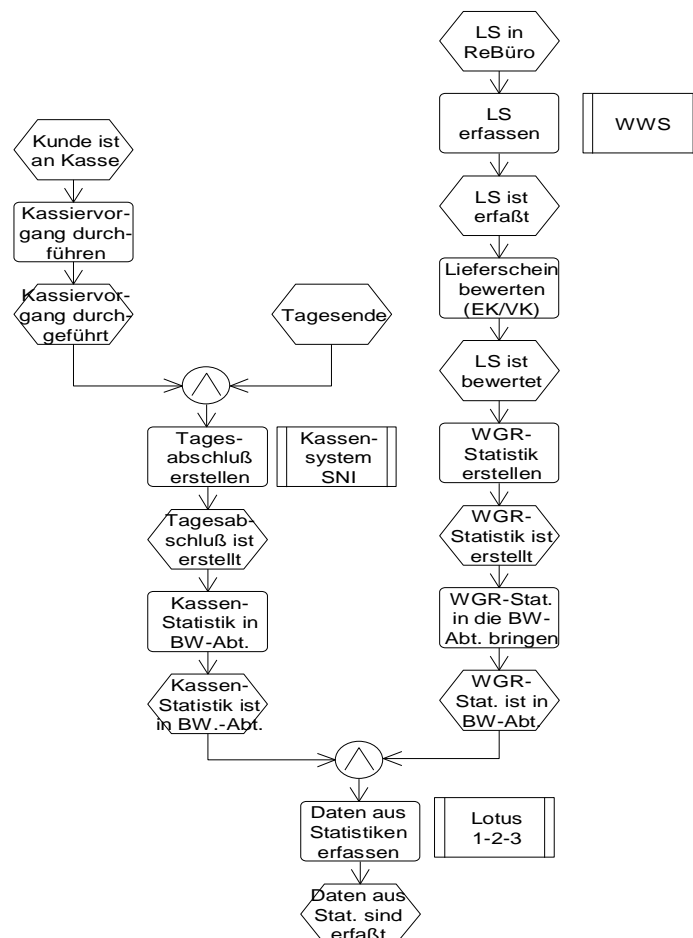 LS in
ReBüro
LS
erfassen
WWS
Kunde ist
an Kasse
LS ist
erfaßt
Kassiervor-
gang durch-
führen
Lieferschein
bewerten
(EK/VK)
Kassiervor-
gang durch-
geführt
Tagesende
LS ist
bewertet
Tages-
abschluß
erstellen
Kassen-
system
SNI
WGR-
Statistik
erstellen
Tagesab-
schluß ist
erstellt
WGR-
Statistik ist
erstellt
Kassen-
Statistik in
BW-Abt.
WGR-Stat.
in die BW-
Abt. bringen
Kassen-
Statistik ist
in BW.-Abt.
WGR-
Stat. ist in
BW-Abt.
Daten aus
Statistiken
erfassen
Lotus
1-2-3
Daten aus
Stat. sind
erfaßt